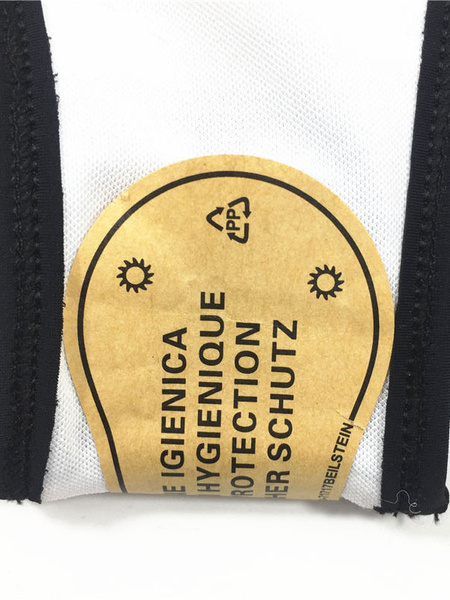 PP
E IGIENICA
HYGIENIQUE
ROTECTION
HER SCHUTZ